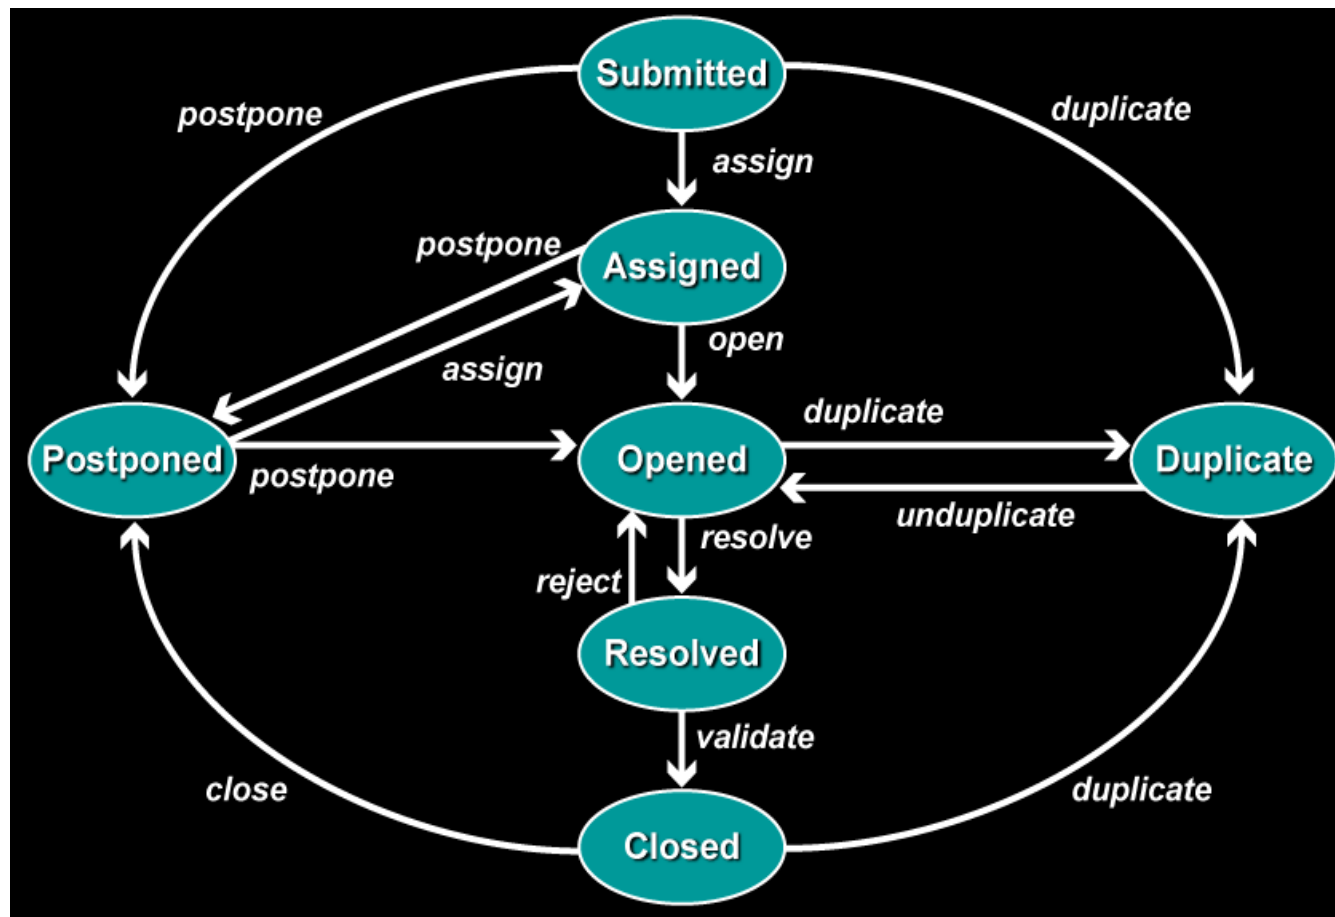 Submitted
postpone
duplicate
assign
postpone
Assigned
open
assign
duplicate
Postponed
Opened
Duplicate
postpone
unduplicate
resolve
reject
Resolved
validate
close
duplicate
Closed